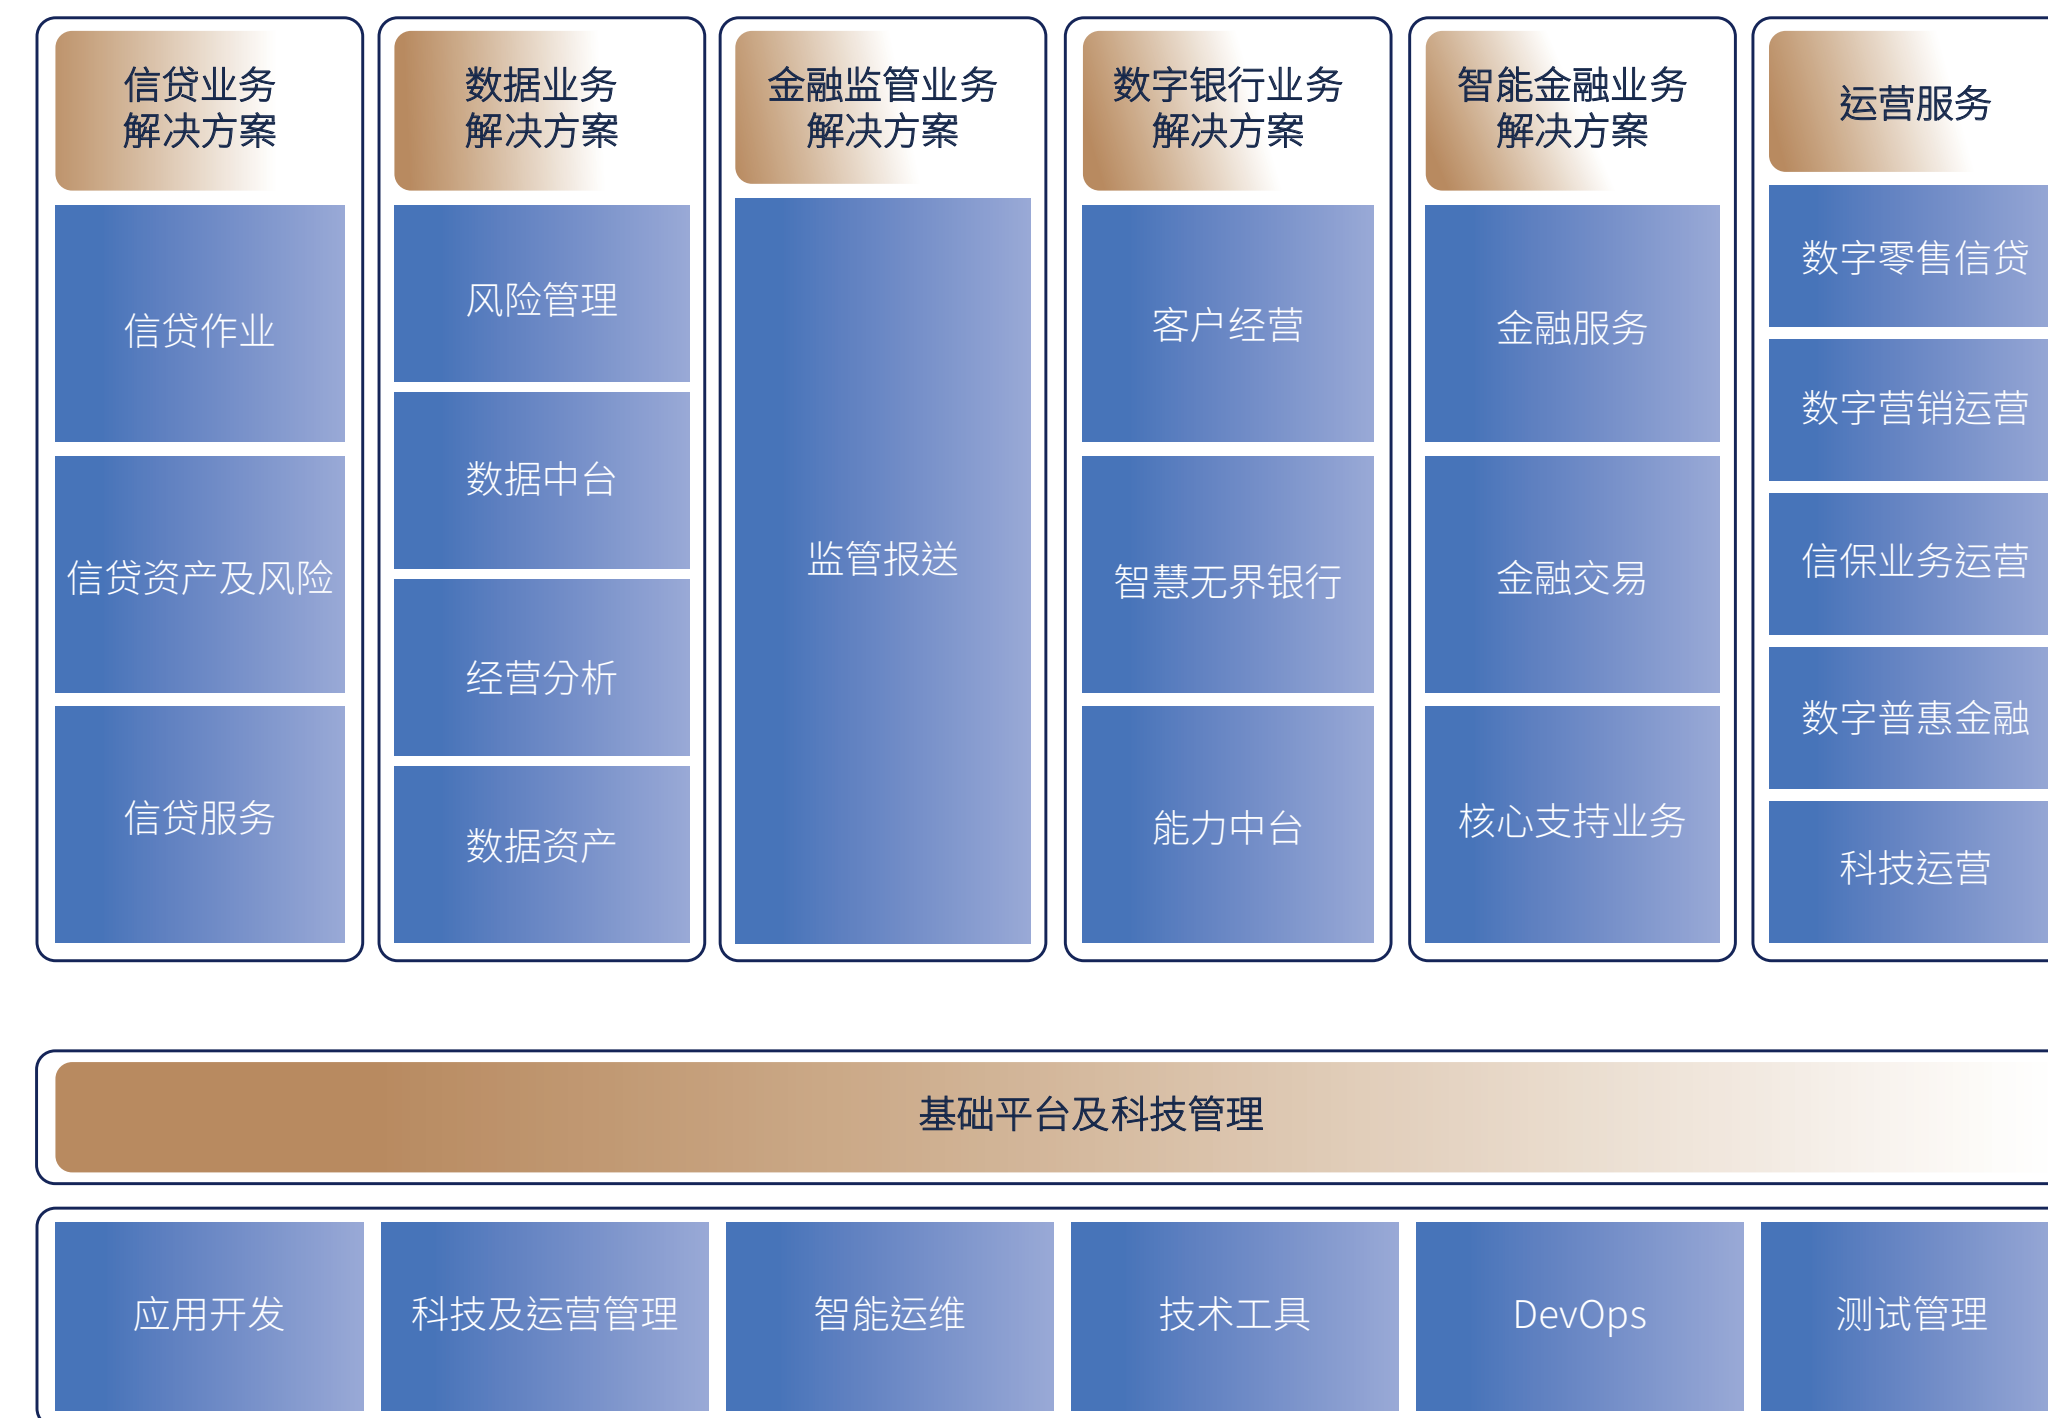 信贷业务
解决方案
信贷作业
信贷资产及风险
信贷服务
数据业务
解决方案
风险管理
数据中台
经营分析
数据资产
金融监管业务
解决方案
监管报送
数字银行业务
解决方案
客户经营
智慧无界银行
能力中台
智能金融业务
解决方案
金融服务
金融交易
核心支持业务
运营服务
数字零售信贷
数字营销运营
信保业务运营
数字普惠金融
科技运营
基础平台及科技管理
应用开发
科技及运营管理
智能运维
技术工具
DevOps
测试管理